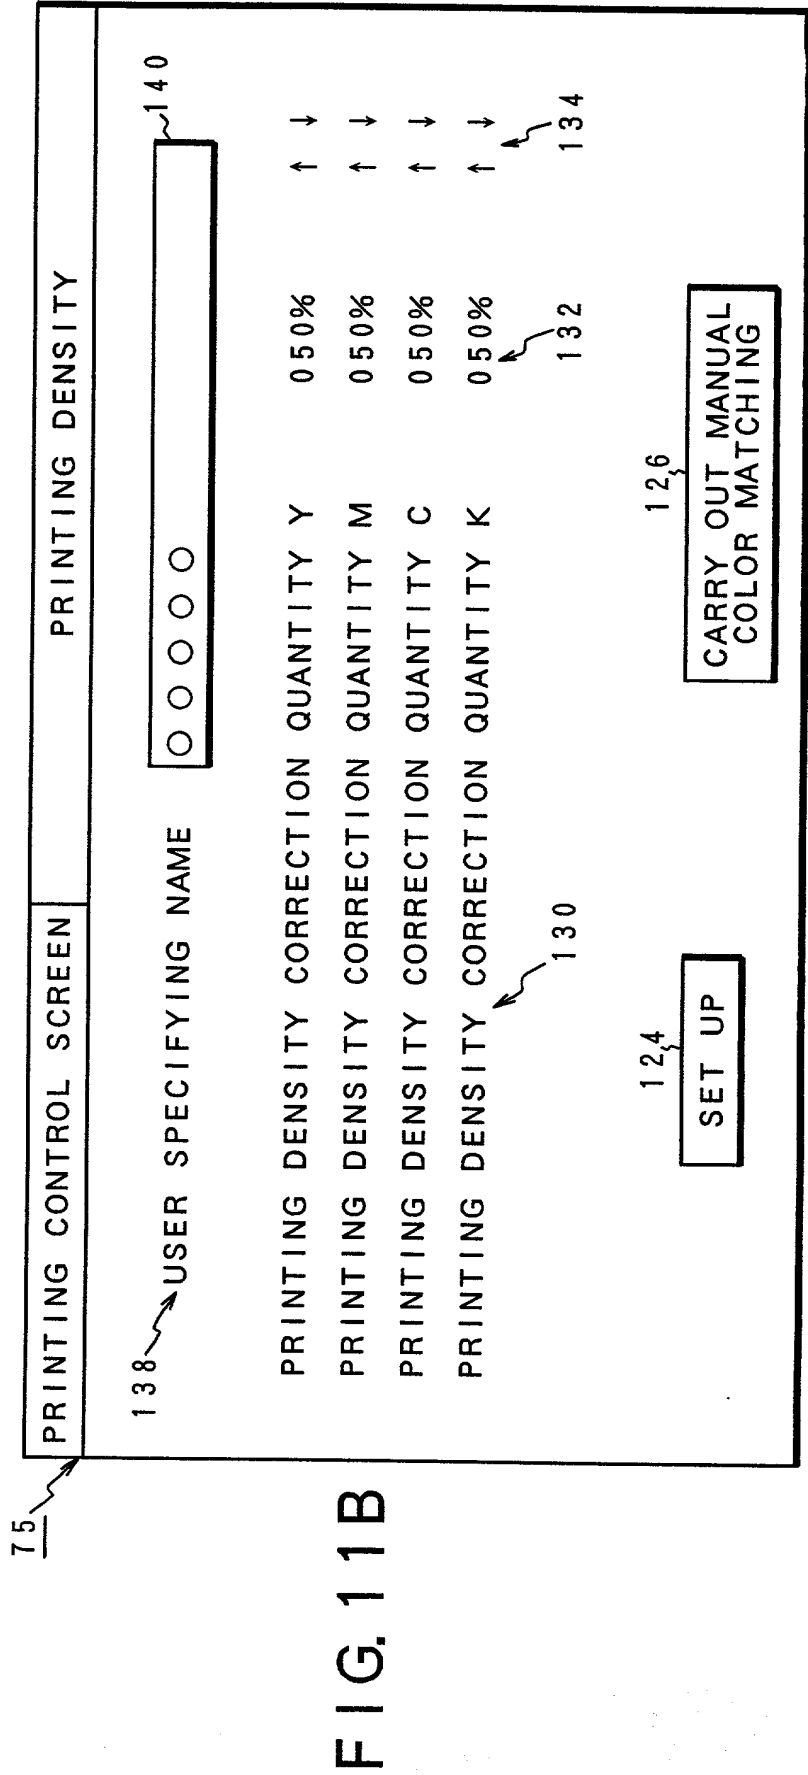 FIG. 11B
75
PRINTING CONTROL SCREEN
PRINTING DENSITY
138
USER SPECIFYING NAME
○○○○○
140
PRINTING DENSITY CORRECTION QUANTITY Y 050% ↑ ↓
PRINTING DENSITY CORRECTION QUANTITY M 050% ↑ ↓
PRINTING DENSITY CORRECTION QUANTITY C 050% ↑ ↓
PRINTING DENSITY CORRECTION QUANTITY K 050% ↑ ↓
130
132
134
124
SET UP
126
CARRY OUT MANUAL
COLOR MATCHING